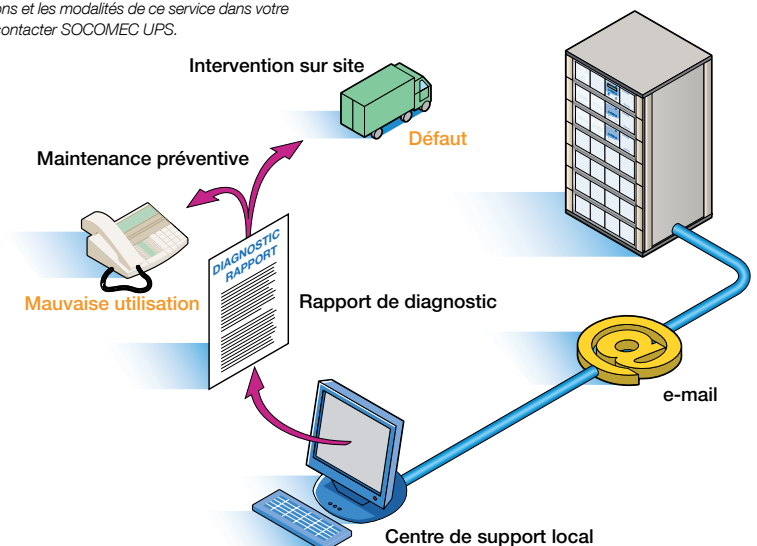 ons et les modalités de ce service dans votre
contacter SOCOMEC UPS.
Intervention sur site
Défaut
Maintenance préventive
DIAGNOSTIC
RAPPORT
Mauvaise utilisation
Rapport de diagnostic
@
e-mail
Centre de support local